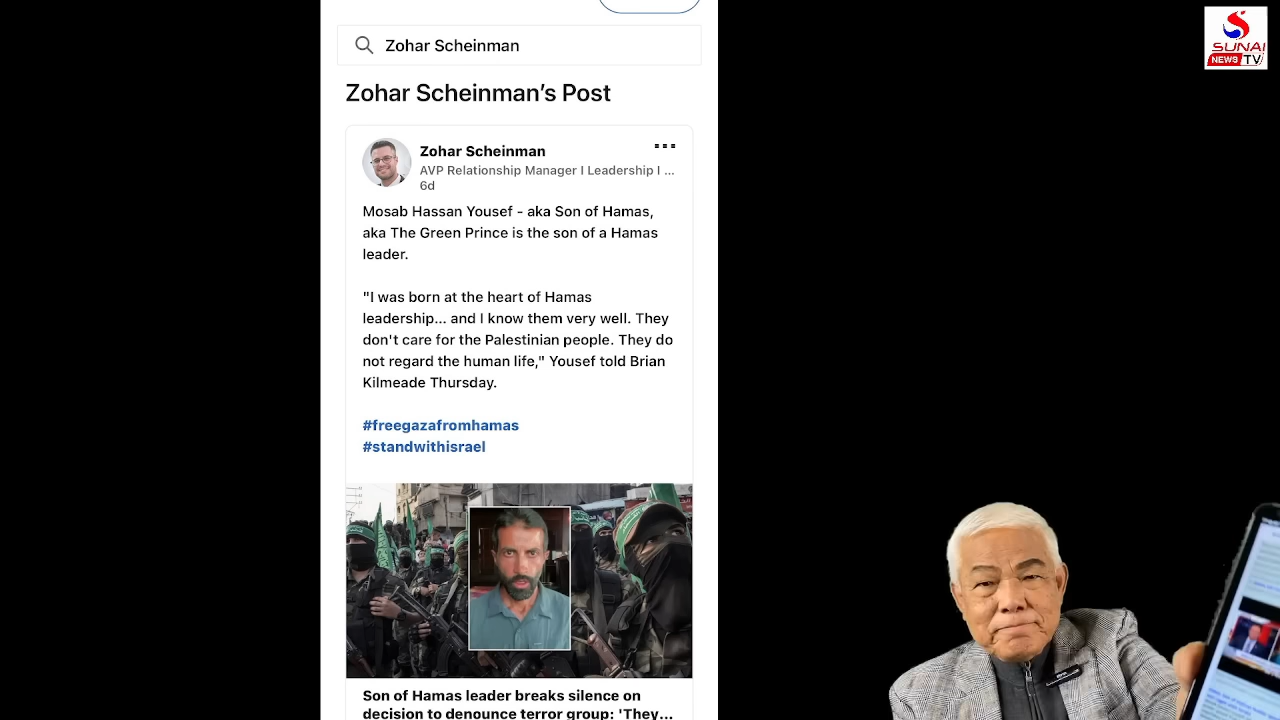 Zohar Scheinman
Zohar Scheinman's Post
Zohar Scheinman
AVP Relationship Manager I Leadership I ...
6d
Mosab Hassan Yousef - aka Son of Hamas,
aka The Green Prince is the son of a Hamas
leader.
"I was born at the heart of Hamas
leadership... and I know them very well. They
don't care for the Palestinian people. They do
not regard the human life," Yousef told Brian
Kilmeade Thursday.
#freegazafromhamas
#standwithisrael
Son of Hamas leader breaks silence on
decision to denounce terror group: 'They...
SUNAI
NEWS TV